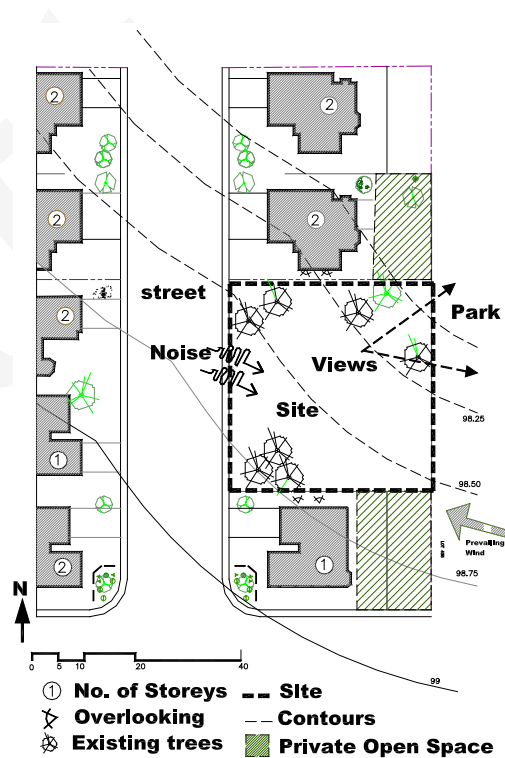 2
2
2
2
street
Park
Noise
Views
2
Site
98.25
98.50
1
1
Prevailing
Wind
2
98.75
N
99
0 5 10 20 40
1 No. of Storeys
SIte
Overlooking
Contours
Existing trees
Private Open Space